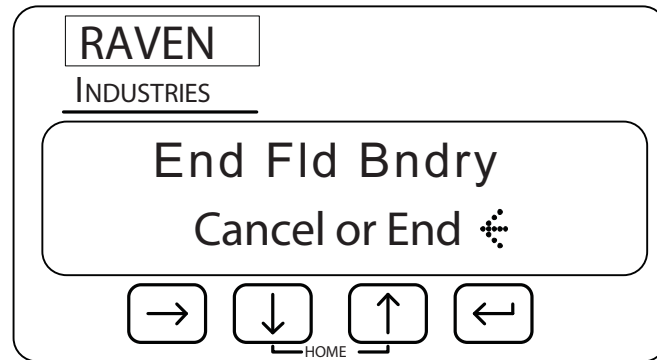 RAVEN
INDUSTRIES
End Fld Bndry
Cancel or End
HOME